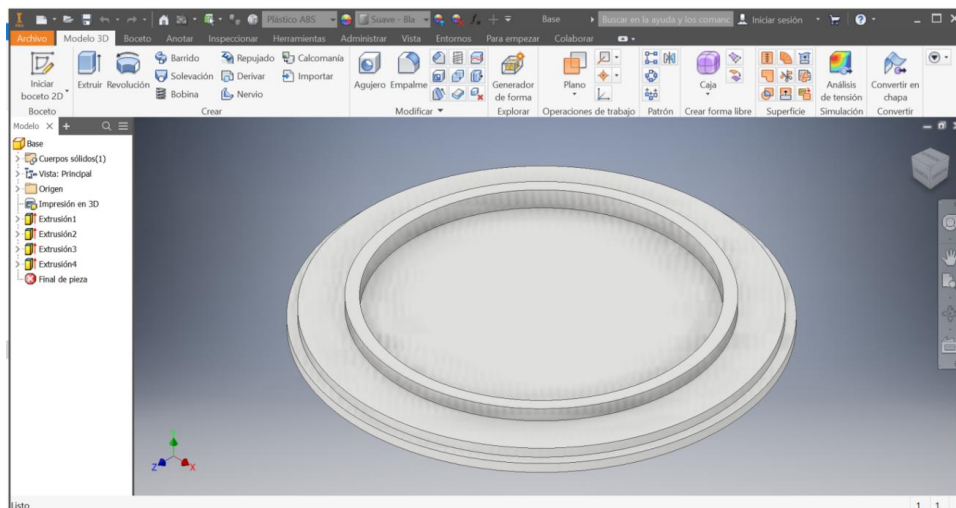 Plástico ABS
Suave - Bla
Base
Buscar en la ayuda y los comanc
Iniciar sesión
Archivo Modelo 3D Boceto Anotar Inspeccionar Herramientas Administrar Vista Entornos Para empezar Colaborar
Iniciar
boceto 2D
Extruir Revolución
Barrido
Solevación
Bobina
Repujado
Derivar
Nervio
Calcomanía
Importar
Agujero Empalme
Generador
de forma
Plano
Caja
Análisis
de tensión
Convertir en
chapa
Boceto Crear Modificar Explorar Operaciones de trabajo Patrón Crear forma libre Superficie Simulación Convertir
Modelo
Base
Cuerpos sólidos(1)
Vista: Principal
Origen
Impresión en 3D
Extrusión1
Extrusión2
Extrusión3
Extrusión4
Final de pieza
Z X
Listo 1 1